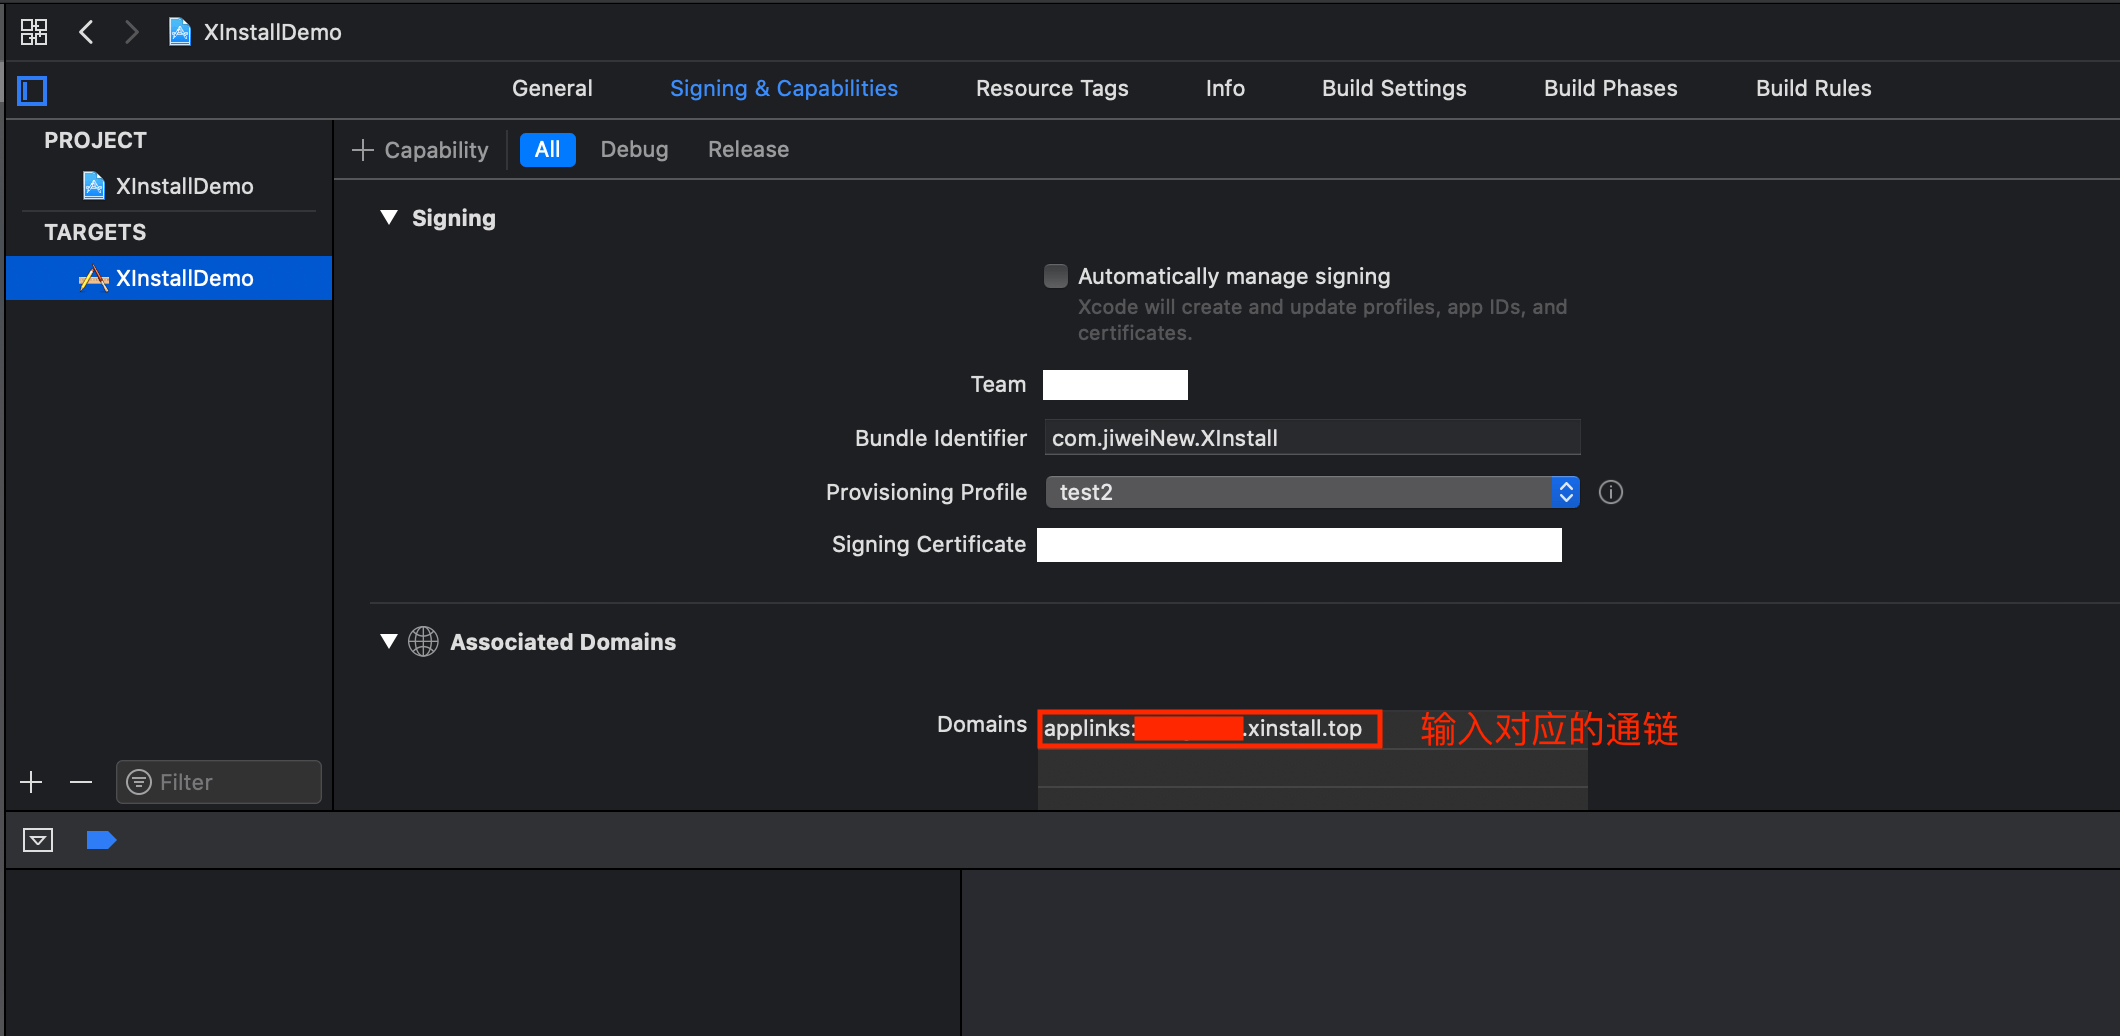 XInstallDemo
General Signing & Capabilities Resource Tags Info Build Settings Build Phases Build Rules
PROJECT
XInstallDemo
TARGETS
XInstallDemo
Capability All Debug Release
Signing
Automatically manage signing
Xcode will create and update profiles, app IDs, and
certificates.
Team
Bundle Identifier com.jiweiNew.XInstall
Provisioning Profile test2
Signing Certificate
Associated Domains
Domains applinks: .xinstall.top 输入对应的通链
Filter